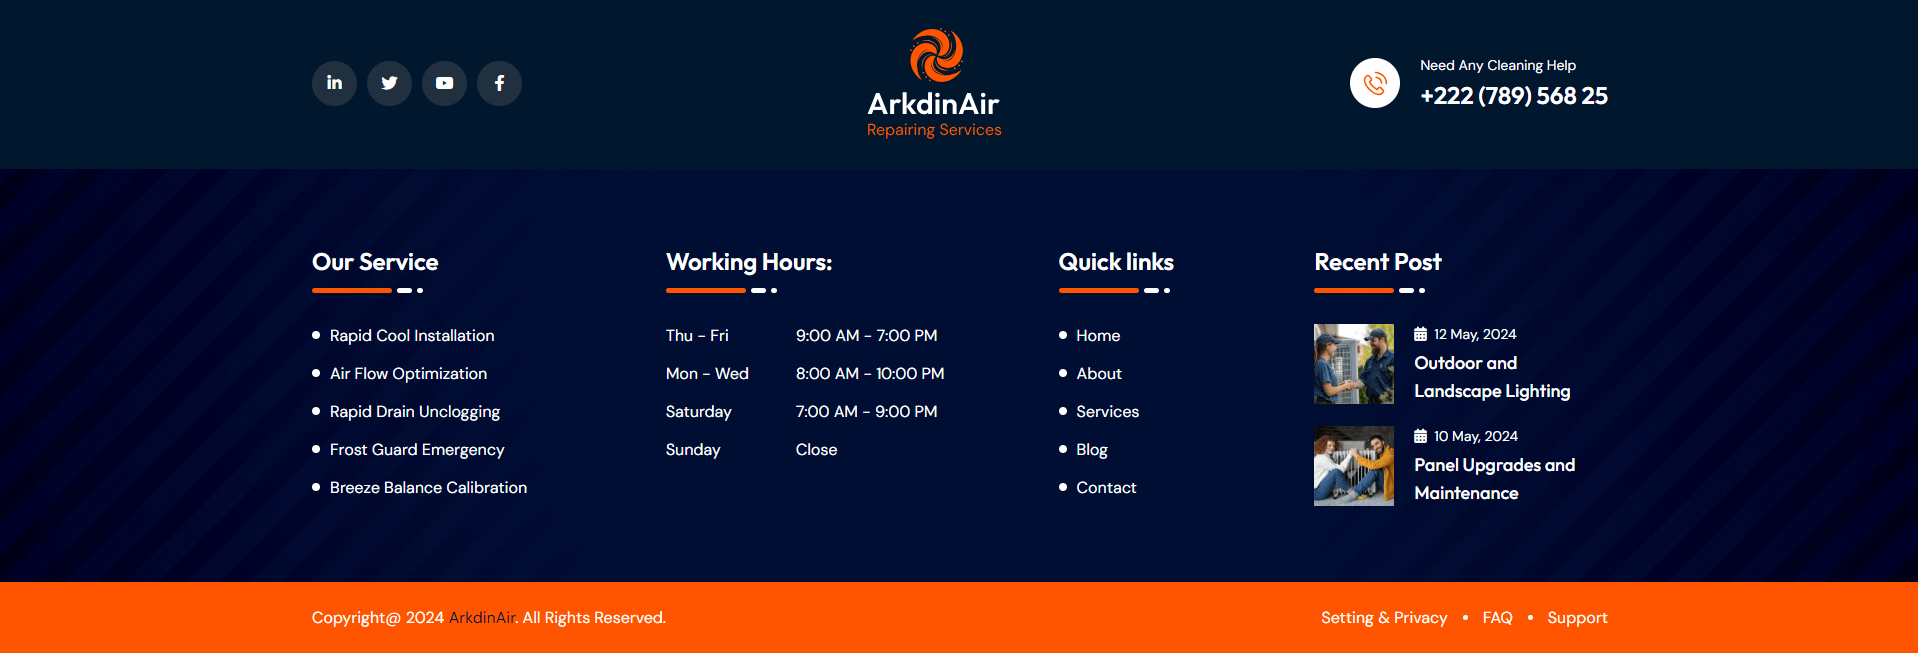 ArkdinAir
Repairing Services
Need Any Cleaning Help
+222 (789) 568 25
Our Service
Rapid Cool Installation
Air Flow Optimization
Rapid Drain Unclogging
Frost Guard Emergency
Breeze Balance Calibration
Working Hours:
Thu - Fri 9:00 AM - 7:00 PM
Mon - Wed 8:00 AM - 10:00 PM
Saturday 7:00 AM - 9:00 PM
Sunday Close
Quick links
Home
About
Services
Blog
Contact
Recent Post
12 May, 2024
Outdoor and
Landscape Lighting
10 May, 2024
Panel Upgrades and
Maintenance
Copyright@ 2024 ArkdinAir. All Rights Reserved.
Setting & Privacy • FAQ • Support